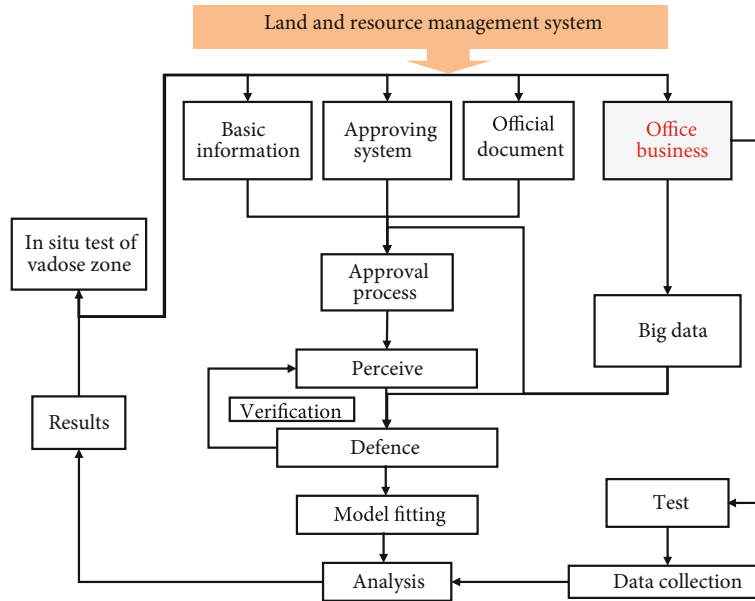 Land and resource management system
Basic
information
Approving
system
Official
document
Office
business
In situ test of
vadose zone
Approval
process
Big data
Perceive
Verification
Results
Defence
Model fitting
Test
Analysis
Data collection